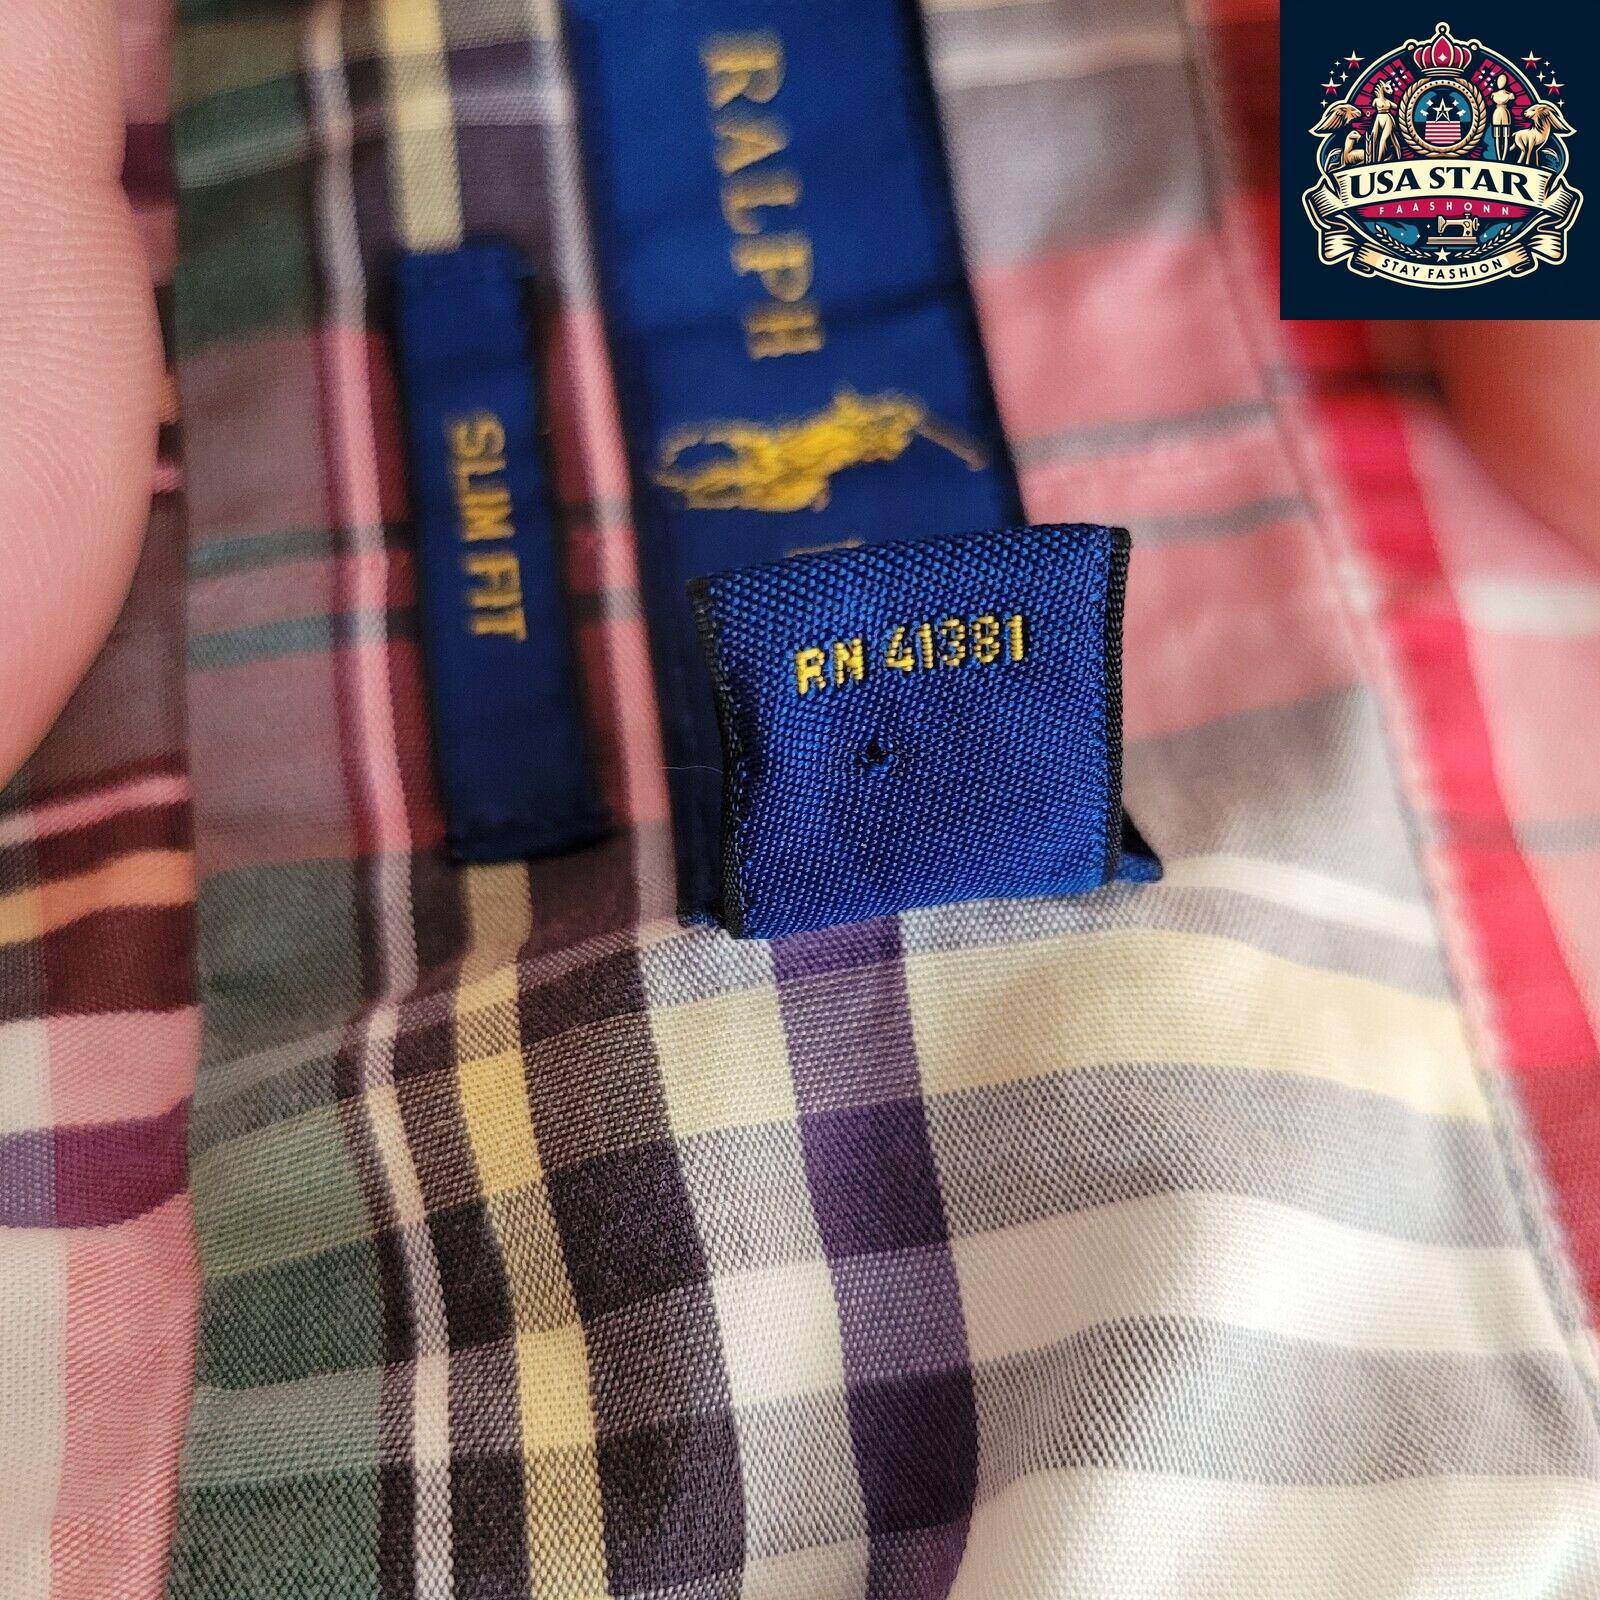 RALPH
SLIM FIT
RN 41381
USA STAR
FAASHONN
STAY FASHION